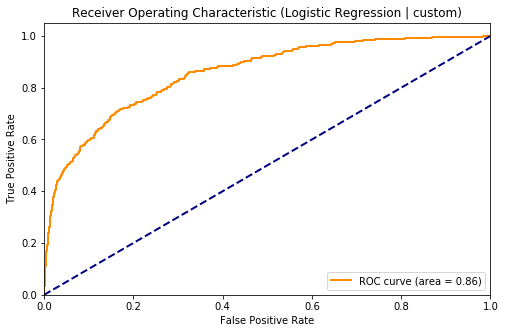 Receiver Operating Characteristic (Logistic Regression | custom)
True Positive Rate
1.0
0.8
0.6
0.4
0.2
0.0
ROC curve (area = 0.86)
0.0 0.2 0.4 0.6 0.8 1.0
False Positive Rate